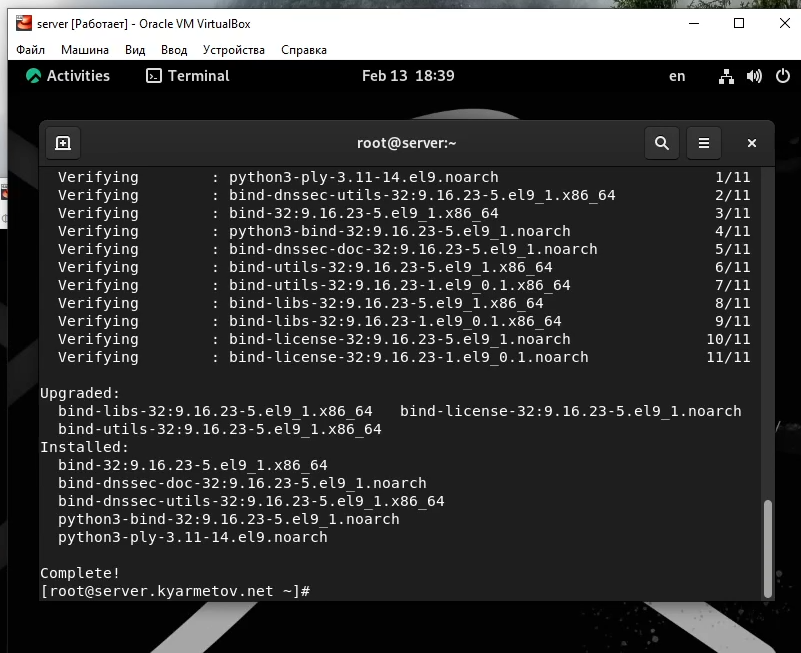 server [Работает] - Oracle VM VirtualBox
Файл Машина Вид Ввод Устройства Справка
Activities Terminal Feb 13 18:39 en
root@server:~
Verifying : python3-ply-3.11-14.el9.noarch 1/11
Verifying : bind-dnssec-utils-32:9.16.23-5.el9_1.x86_64 2/11
Verifying : bind-32:9.16.23-5.el9_1.x86_64 3/11
Verifying : python3-bind-32:9.16.23-5.el9_1.noarch 4/11
Verifying : bind-dnssec-doc-32:9.16.23-5.el9_1.noarch 5/11
Verifying : bind-utils-32:9.16.23-5.el9_1.x86_64 6/11
Verifying : bind-utils-32:9.16.23-1.el9_0.1.x86_64 7/11
Verifying : bind-libs-32:9.16.23-5.el9_1.x86_64 8/11
Verifying : bind-libs-32:9.16.23-1.el9_0.1.x86_64 9/11
Verifying : bind-license-32:9.16.23-5.el9_1.noarch 10/11
Verifying : bind-license-32:9.16.23-1.el9_0.1.noarch 11/11
Upgraded:
bind-libs-32:9.16.23-5.el9_1.x86_64 bind-license-32:9.16.23-5.el9_1.noarch
bind-utils-32:9.16.23-5.el9_1.x86_64
Installed:
bind-32:9.16.23-5.el9_1.x86_64
bind-dnssec-doc-32:9.16.23-5.el9_1.noarch
bind-dnssec-utils-32:9.16.23-5.el9_1.x86_64
python3-bind-32:9.16.23-5.el9_1.noarch
python3-ply-3.11-14.el9.noarch
Complete!
[root@server.kyarmetov.net ~]#